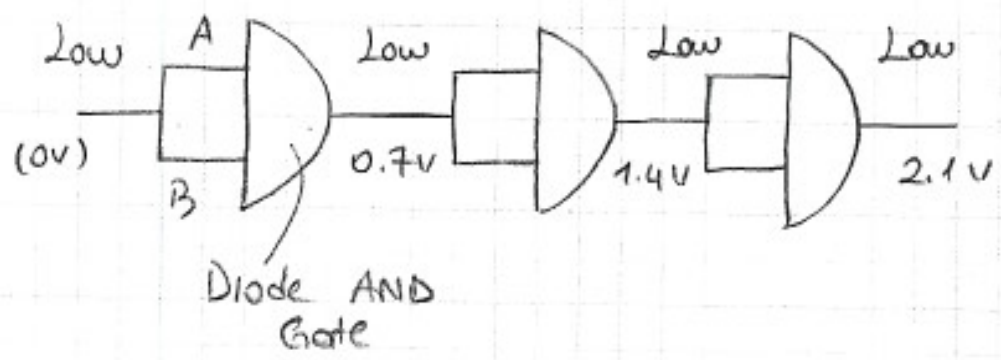 Low A Low Low Low
(0V) B 0.7V 1.4V 2.1V
Diode AND
Gate